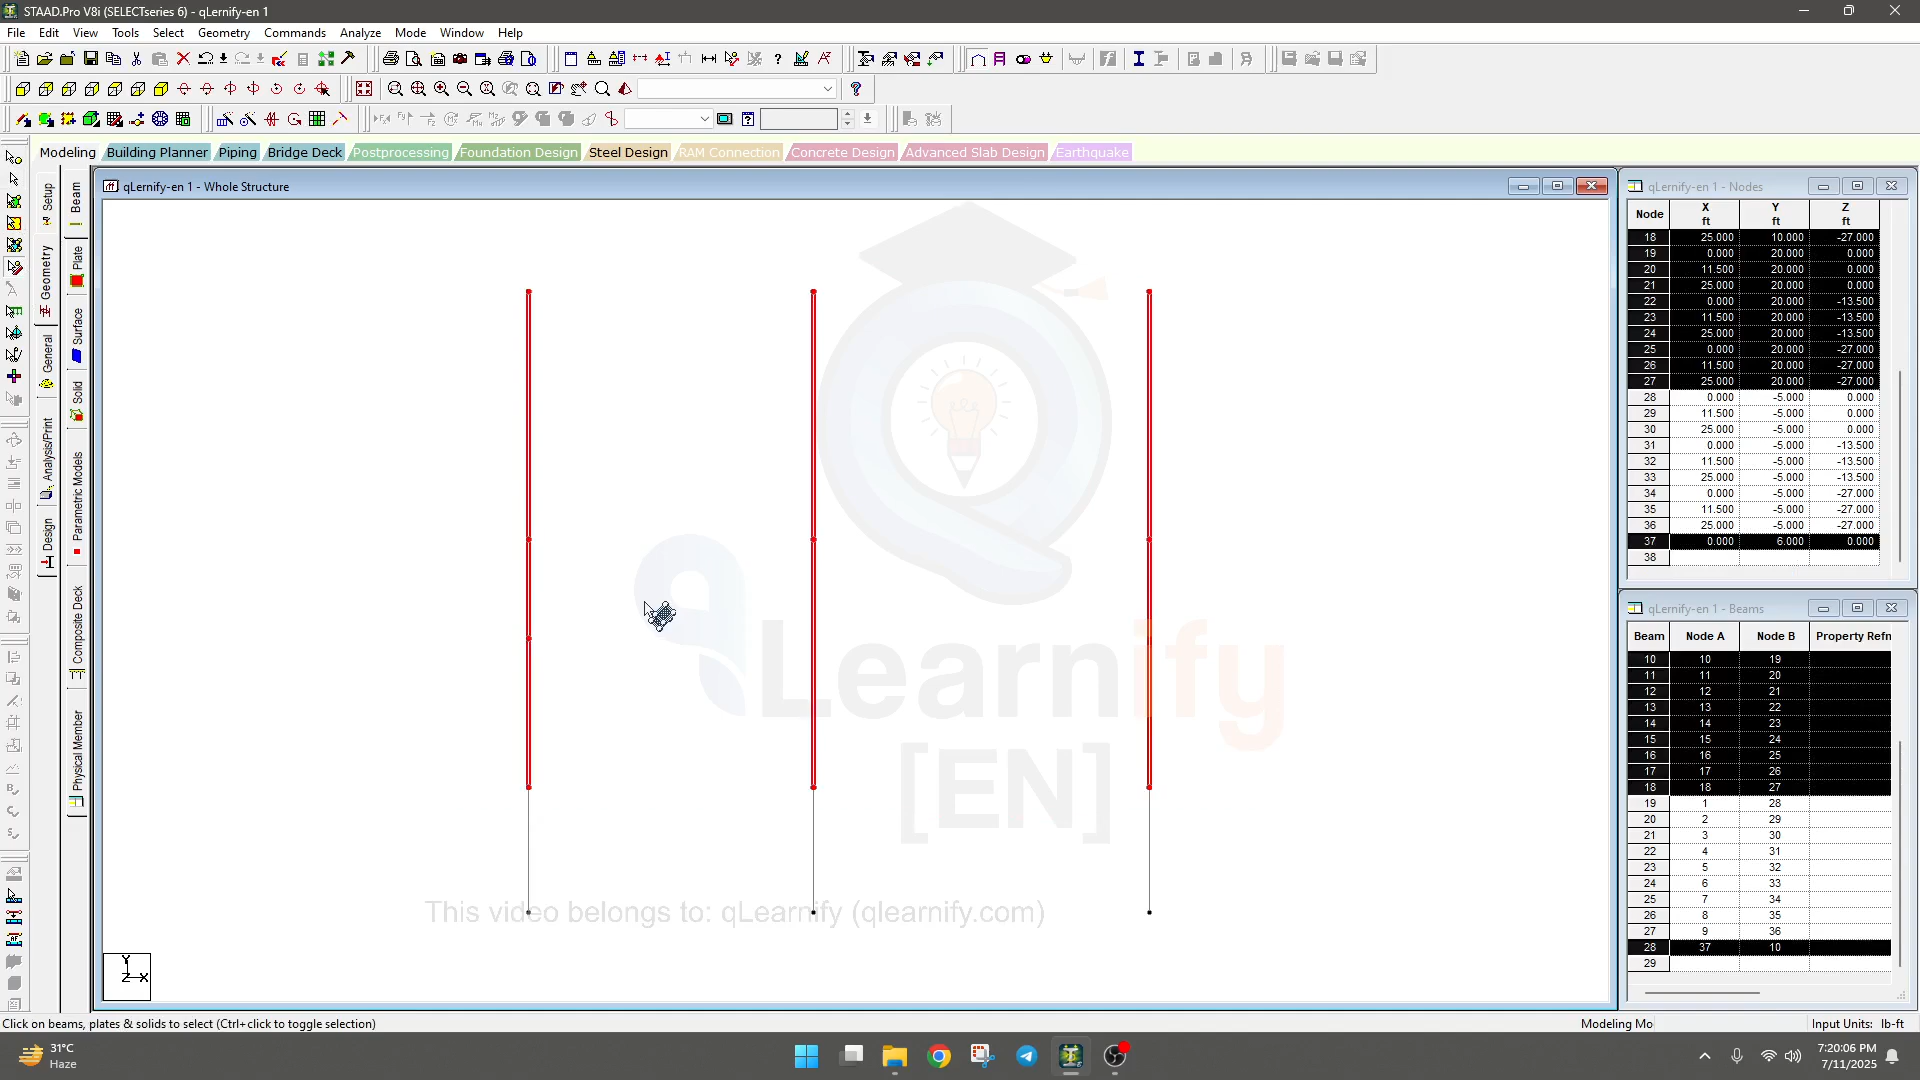 STAAD.Pro V8i (SELECTseries 6) - qLernify-en 1
File Edit View Tools Select Geometry Commands Analyze Mode Window Help
Modeling Building Planner Piping Bridge Deck Postprocessing Foundation Design Steel Design RAM Connection Concrete Design Advanced Slab Design Earthquake
Setup
Geometry
General
Analysis/Print
Design
Beam
Plate
Surface
Solid
Parametric Models
Composite Deck
Physical Member
qLernify-en 1 - Whole Structure
qLearnify
[EN]
This video belongs to: qLearnify (qlearnify.com)
Y
Z X
qLernify-en 1 - Nodes
Node X ft Y ft Z ft
18 25.000 10.000 -27.000
19 0.000 20.000 0.000
20 11.500 20.000 0.000
21 25.000 20.000 0.000
22 0.000 20.000 -13.500
23 11.500 20.000 -13.500
24 25.000 20.000 -13.500
25 0.000 20.000 -27.000
26 11.500 20.000 -27.000
27 25.000 20.000 -27.000
28 0.000 -5.000 0.000
29 11.500 -5.000 0.000
30 25.000 -5.000 0.000
31 0.000 -5.000 -13.500
32 11.500 -5.000 -13.500
33 25.000 -5.000 -13.500
34 0.000 -5.000 -27.000
35 11.500 -5.000 -27.000
36 25.000 -5.000 -27.000
37 0.000 6.000 0.000
38
qLernify-en 1 - Beams
Beam Node A Node B Property Refn
10 10 19
11 11 20
12 12 21
13 13 22
14 14 23
15 15 24
16 16 25
17 17 26
18 18 27
19 1 28
20 2 29
21 3 30
22 4 31
23 5 32
24 6 33
25 7 34
26 8 35
27 9 36
28 37 10
29
Click on beams, plates & solids to select (Ctrl+click to toggle selection)
Modeling Mo
Input Units: lb-ft
31°C
Haze
7:20:06 PM
7/11/2025